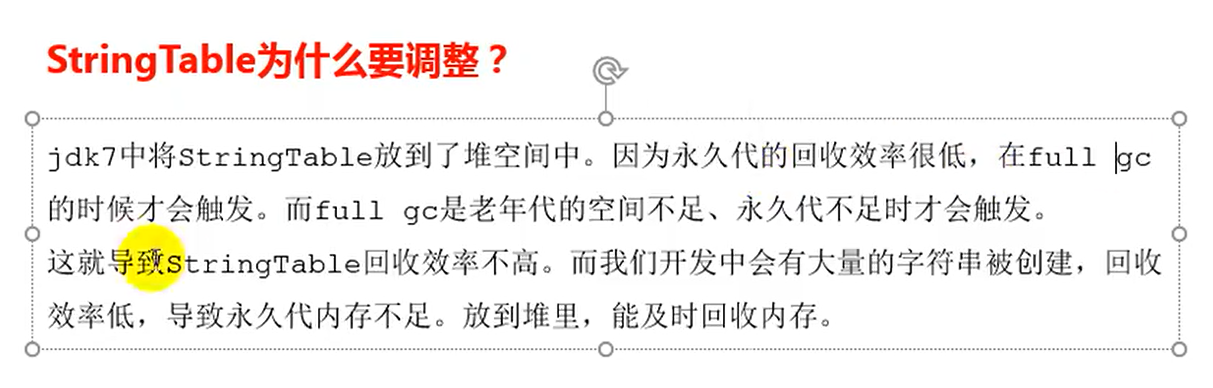 StringTable为什么要调整？
jdk7中将StringTable放到了堆空间中。因为永久代的回收效率很低，在full gc
的时候才会触发。而full gc是老年代的空间不足、永久代不足时才会触发。
这就导致StringTable回收效率不高。而我们开发中会有大量的字符串被创建，回收
效率低，导致永久代内存不足。放到堆里，能及时回收内存。